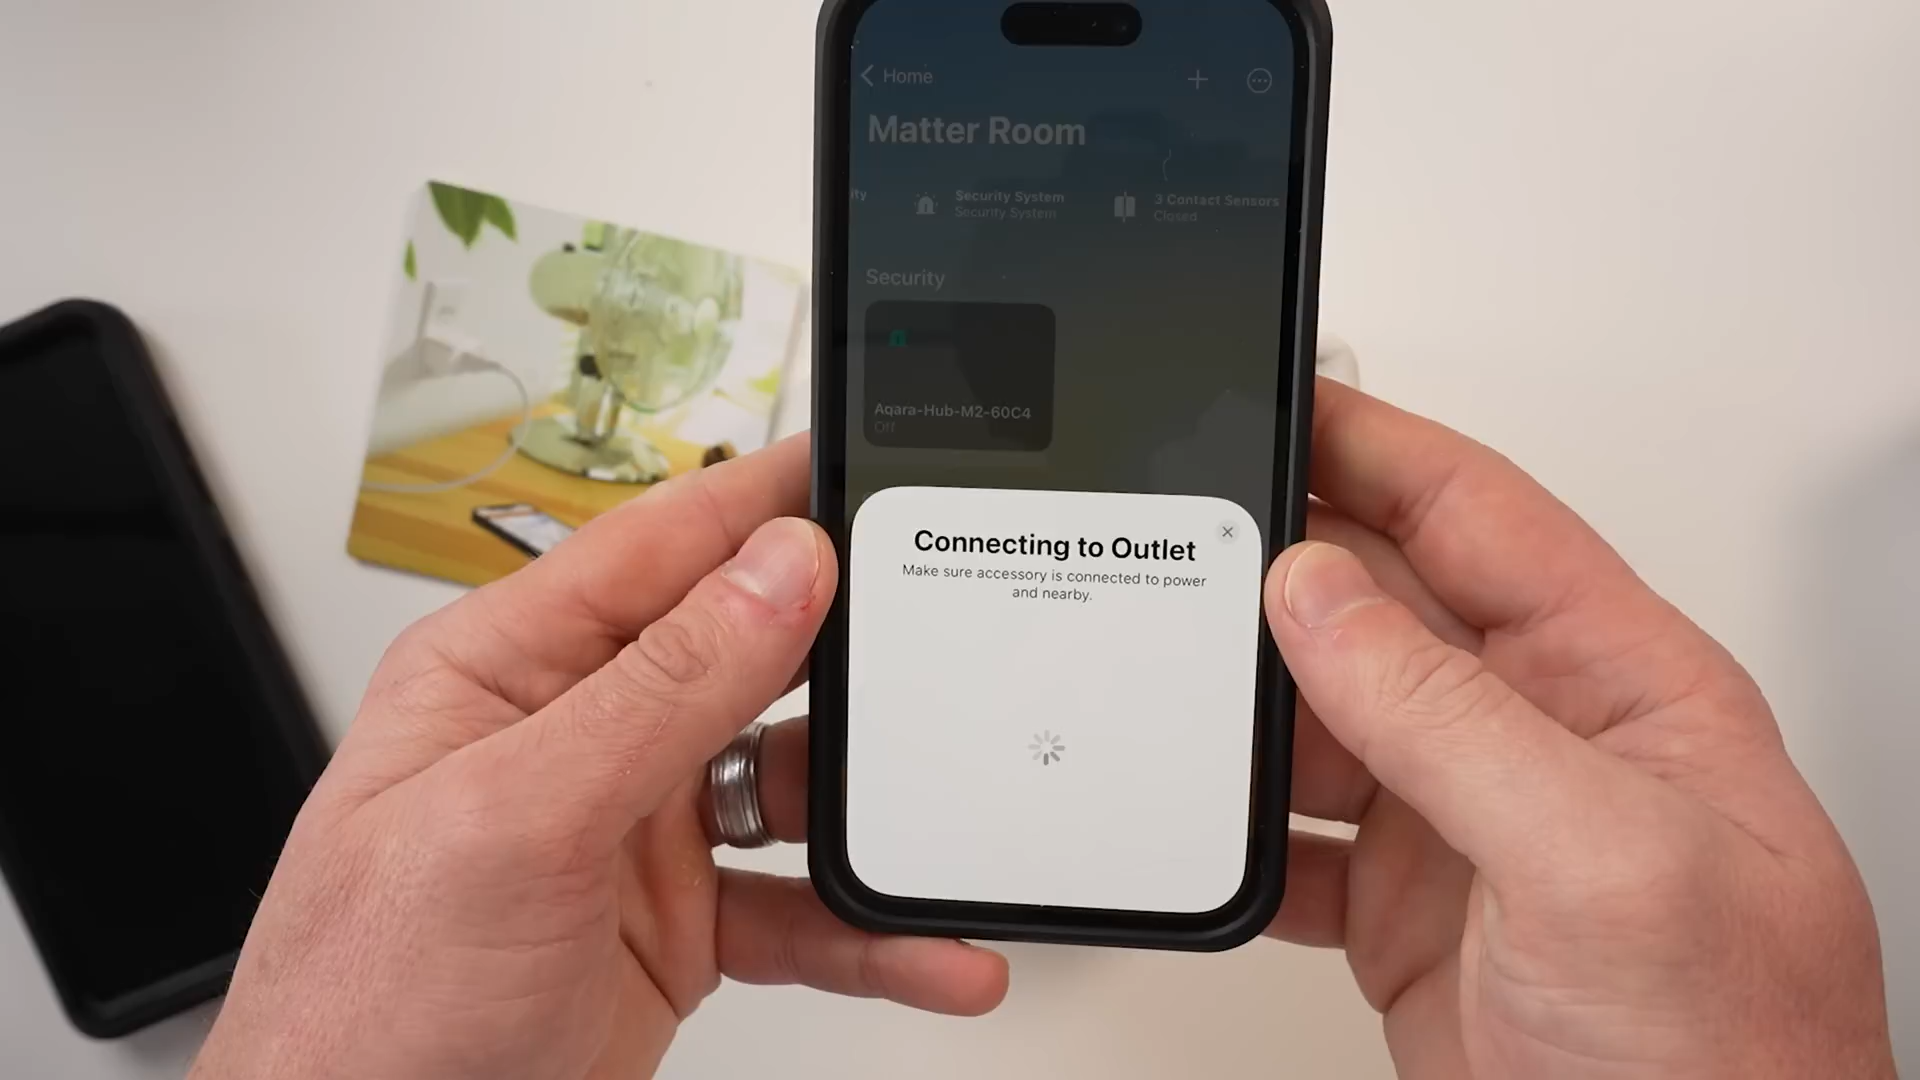 Home
Matter Room
ity
Security System
Security System
3 Contact Sensors
Closed
Security
Aqara-Hub-M2-60C4
Off
Connecting to Outlet
Make sure accessory is connected to power
and nearby.